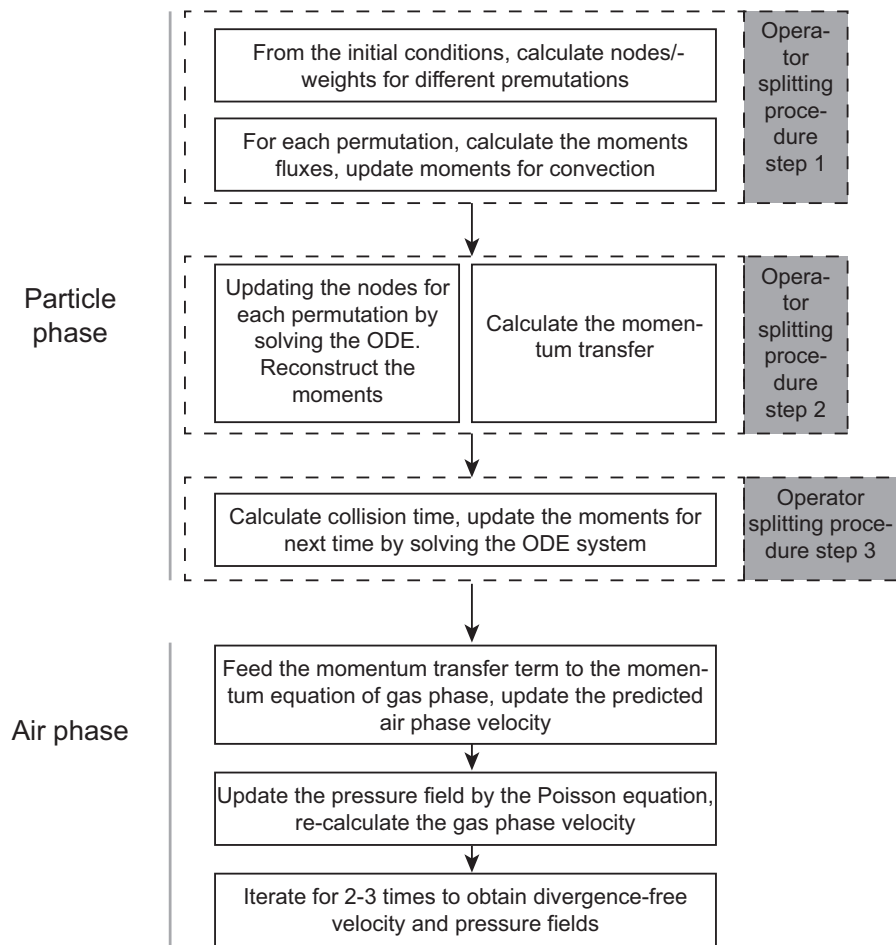 From the initial conditions, calculate nodes/-
weights for different premutations
For each permutation, calculate the moments
fluxes, update moments for convection
Opera-
tor
splitting
proce-
dure
step 1
Particle
phase
Updating the nodes for
each permutation by
solving the ODE.
Reconstruct the
moments
Calculate the momen-
tum transfer
Opera-
tor
splitting
proce-
dure
step 2
Calculate collision time, update the moments for
next time by solving the ODE system
Operator
splitting proce-
dure step 3
Air phase
Feed the momentum transfer term to the momen-
tum equation of gas phase, update the predicted
air phase velocity
Update the pressure field by the Poisson equation,
re-calculate the gas phase velocity
Iterate for 2-3 times to obtain divergence-free
velocity and pressure fields